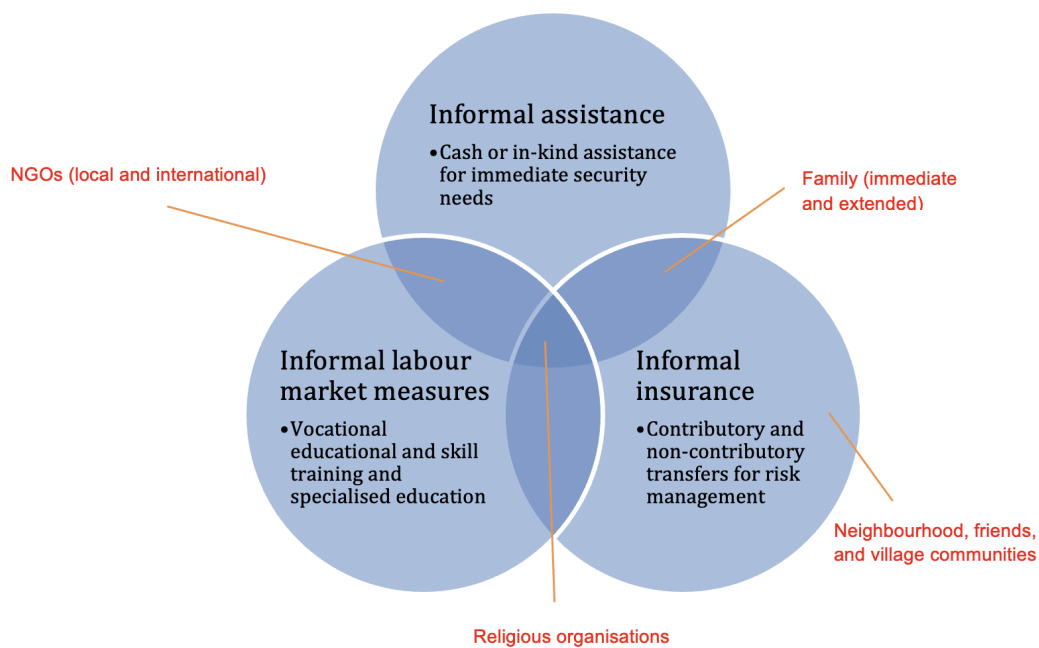 Informal assistance
•Cash or in-kind assistance
for immediate security
needs
NGOs (local and international)
Family (immediate
and extended)
Informal labour
market measures
•Vocational
educational and skill
training and
specialised education
Informal
insurance
•Contributory and
non-contributory
transfers for risk
management
Neighbourhood, friends,
and village communities
Religious organisations